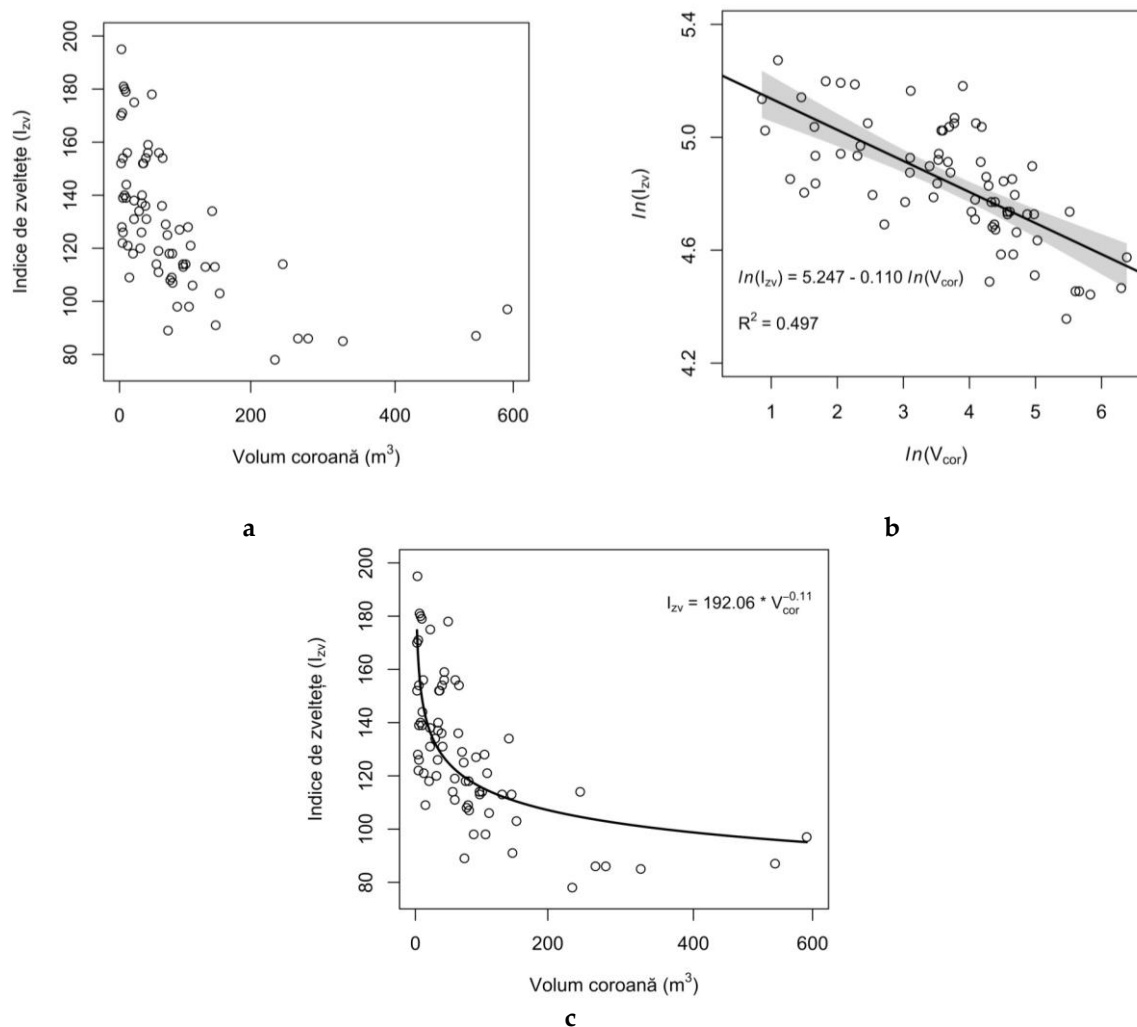 200
180
160
140
120
100
80
Indice de zveltețe (Izv)
0 200 400 600
Volum coroană (m³)
a
5.4
5.0
4.6
4.2
ln(Izv)
ln(Izv) = 5.247 - 0.110 ln(Vcor)
R² = 0.497
1 2 3 4 5 6
ln(Vcor)
b
200
180
160
140
120
100
80
Indice de zveltețe (Izv)
Izv = 192.06 * Vcor^−0.11
0 200 400 600
Volum coroană (m³)
c